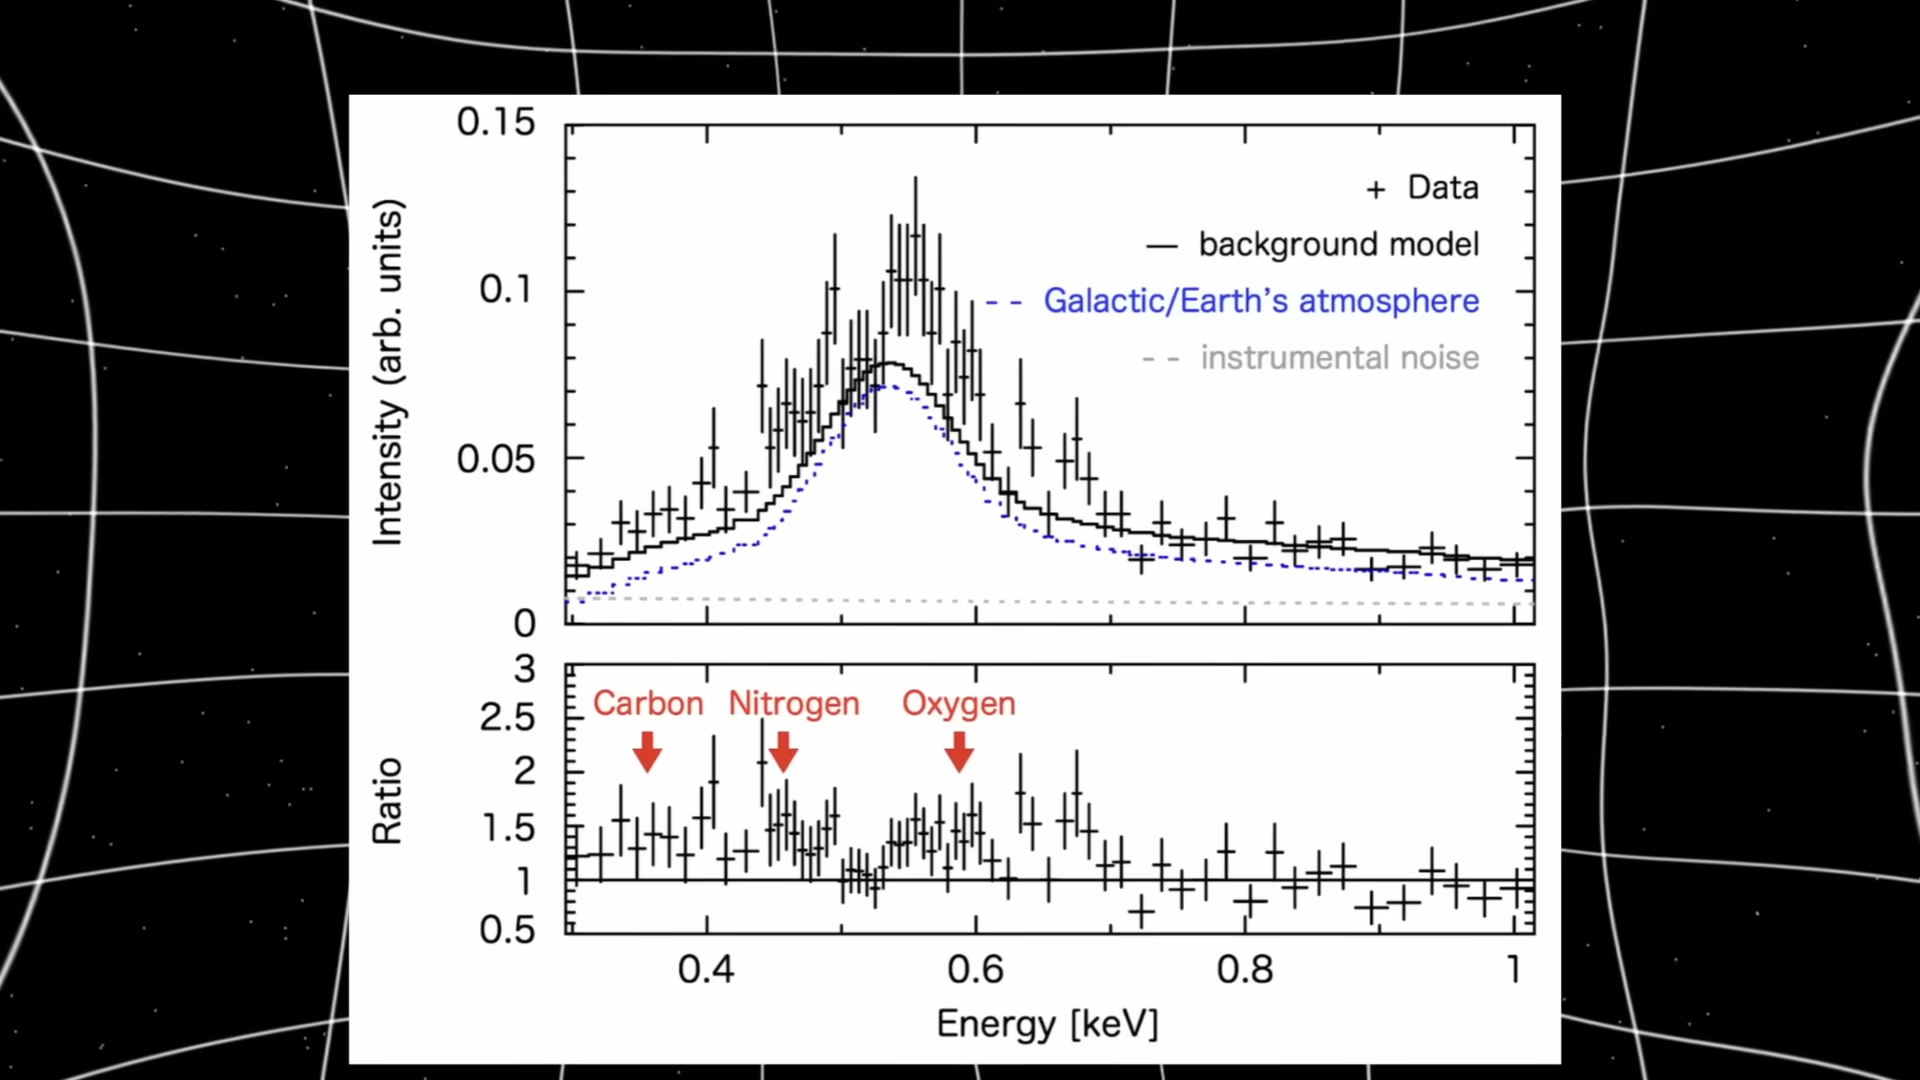 0.15
0.1
0.05
0
Intensity (arb. units)
+ Data
— background model
-- Galactic/Earth's atmosphere
-- instrumental noise
3
2.5
2
1.5
1
0.5
Ratio
Carbon Nitrogen Oxygen
0.4 0.6 0.8 1
Energy [keV]